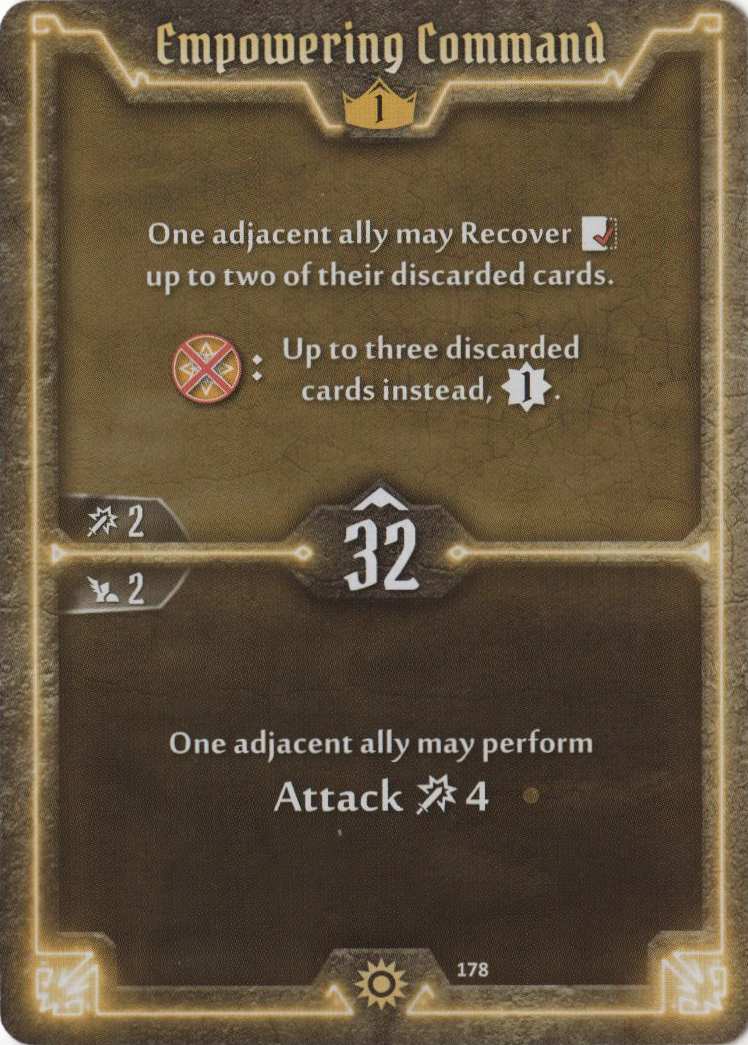 Empowering Command
1
One adjacent ally may Recover
up to two of their discarded cards.
: Up to three discarded
cards instead, 1.
2
32
2
One adjacent ally may perform
Attack 4
178